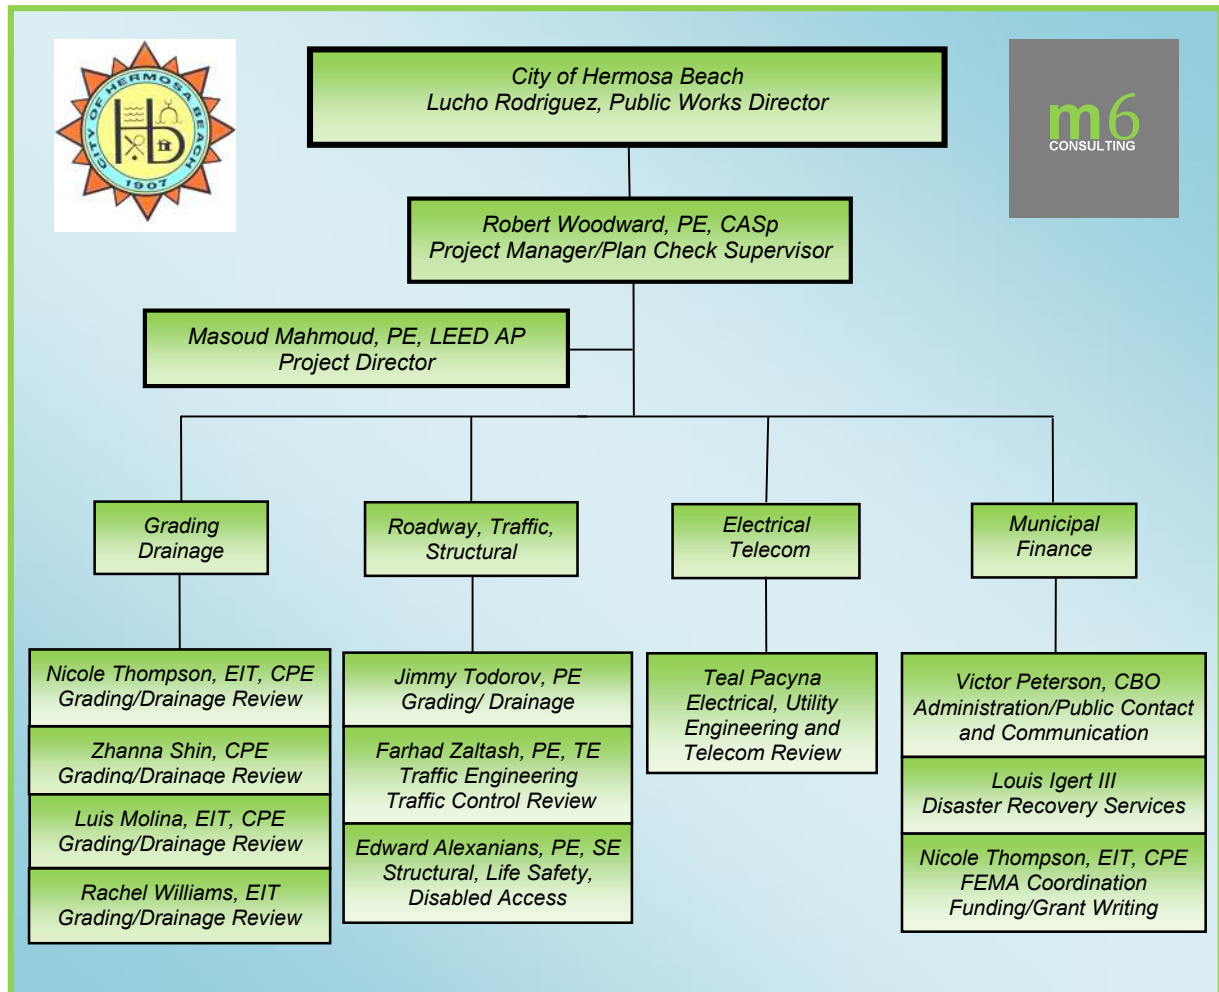 CITY OF HERMOSA BEACH
1907
City of Hermosa Beach
Lucho Rodriguez, Public Works Director
m6
CONSULTING
Robert Woodward, PE, CASp
Project Manager/Plan Check Supervisor
Masoud Mahmoud, PE, LEED AP
Project Director
Grading
Drainage
Roadway, Traffic,
Structural
Electrical
Telecom
Municipal
Finance
Nicole Thompson, EIT, CPE
Grading/Drainage Review
Zhanna Shin, CPE
Grading/Drainage Review
Luis Molina, EIT, CPE
Grading/Drainage Review
Rachel Williams, EIT
Grading/Drainage Review
Jimmy Todorov, PE
Grading/ Drainage
Farhad Zaltash, PE, TE
Traffic Engineering
Traffic Control Review
Edward Alexanians, PE, SE
Structural, Life Safety,
Disabled Access
Teal Pacyna
Electrical, Utility
Engineering and
Telecom Review
Victor Peterson, CBO
Administration/Public Contact
and Communication
Louis Igert III
Disaster Recovery Services
Nicole Thompson, EIT, CPE
FEMA Coordination
Funding/Grant Writing